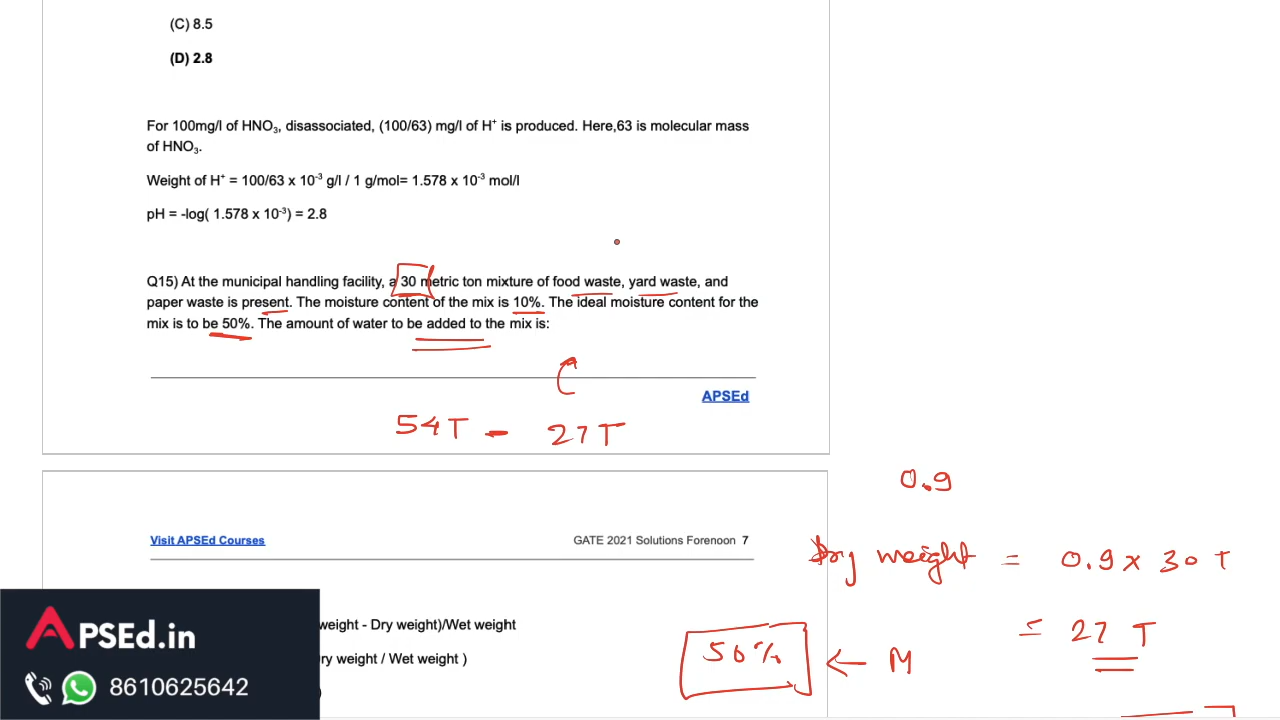 (C) 8.5
(D) 2.8
For 100mg/l of HNO3, disassociated, (100/63) mg/l of H+ is produced. Here,63 is molecular mass
of HNO3.
Weight of H+ = 100/63 x 10-3 g/l / 1 g/mol= 1.578 x 10-3 mol/l
pH = -log( 1.578 x 10-3) = 2.8
Q15) At the municipal handling facility, a 30 metric ton mixture of food waste, yard waste, and
paper waste is present. The moisture content of the mix is 10%. The ideal moisture content for the
mix is to be 50%. The amount of water to be added to the mix is:
APSEd
54T - 27T
0.9
Visit APSEd Courses
GATE 2021 Solutions Forenoon 7
Dry weight = 0.9 x 30 T
= 27 T
50% ← M
weight - Dry weight)/Wet weight
ry weight / Wet weight )
)
APSEd.in
8610625642